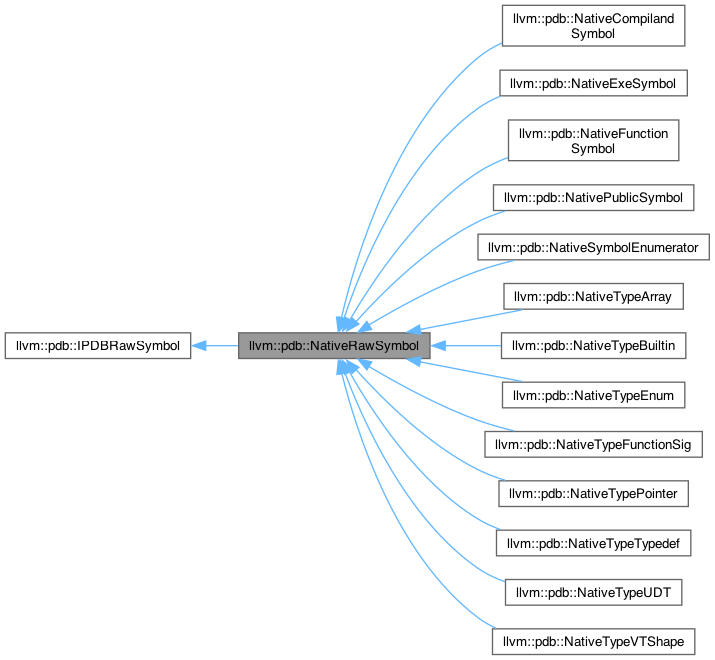 llvm::pdb::IPDBRawSymbol
llvm::pdb::NativeRawSymbol
llvm::pdb::NativeCompiland
Symbol
llvm::pdb::NativeExeSymbol
llvm::pdb::NativeFunction
Symbol
llvm::pdb::NativePublicSymbol
llvm::pdb::NativeSymbolEnumerator
llvm::pdb::NativeTypeArray
llvm::pdb::NativeTypeBuiltin
llvm::pdb::NativeTypeEnum
llvm::pdb::NativeTypeFunctionSig
llvm::pdb::NativeTypePointer
llvm::pdb::NativeTypeTypedef
llvm::pdb::NativeTypeUDT
llvm::pdb::NativeTypeVTShape